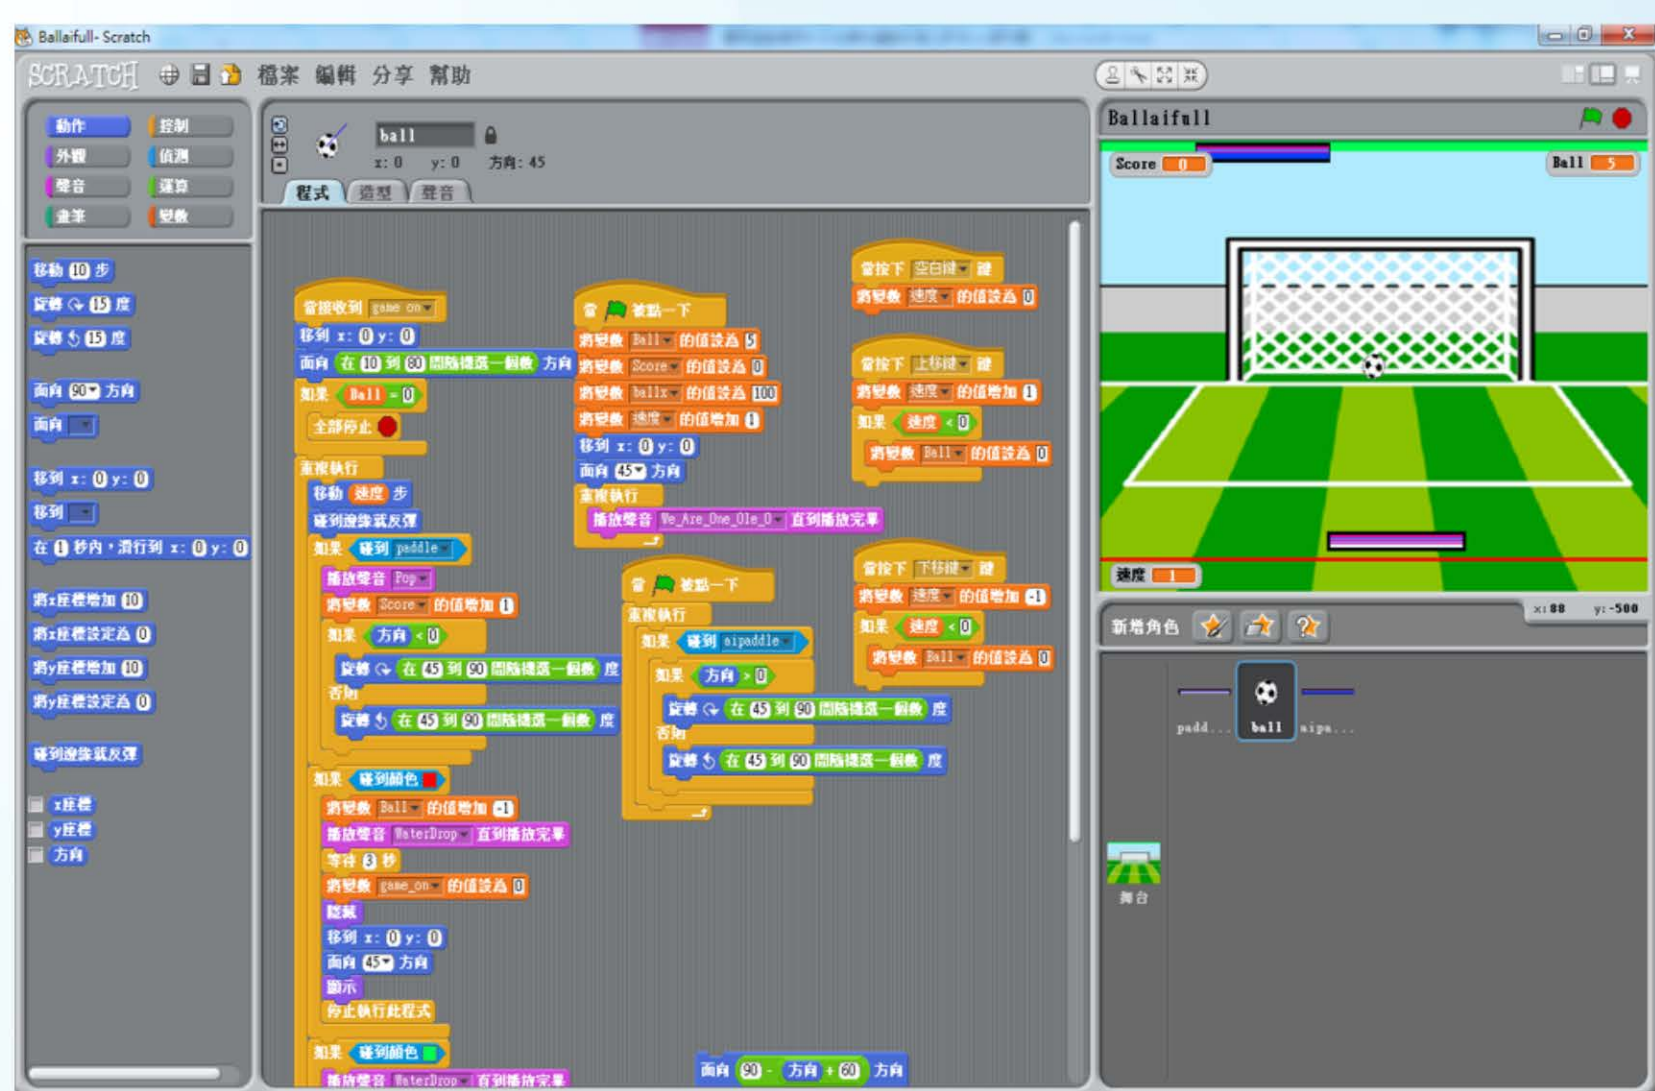 Ballaifull- Scratch
SCRATCH 檔案 編輯 分享 幫助
動作 控制
外觀 偵測
聲音 運算
畫筆 變數
移動 10 步
旋轉 15 度
旋轉 15 度
面向 90 方向
面向
移到 x: 0 y: 0
移到
在 1 秒內,滑行到 x: 0 y: 0
將x座標增加 10
將x座標設定為 0
將y座標增加 10
將y座標設定為 0
碰到邊緣就反彈
x座標
y座標
方向
ball
x: 0 y: 0 方向: 45
程式 造型 聲音
當接收到 game on
移到 x: 0 y: 0
面向 在 10 到 80 間隨機選一個數 方向
如果 Ball = 0
全部停止
重複執行
移動 速度 步
碰到邊緣就反彈
如果 碰到 paddle
播放聲音 Pop
將變數 Score 的值增加 1
如果 方向 < 0
旋轉 在 45 到 90 間隨機選一個數 度
否則
旋轉 在 45 到 90 間隨機選一個數 度
如果 碰到顏色
將變數 Ball 的值增加 -1
播放聲音 WaterDrop 直到播放完畢
等待 3 秒
將變數 game_on 的值設為 0
隱藏
移到 x: 0 y: 0
面向 45 方向
顯示
停止執行此程式
如果 碰到顏色
播放聲音 WaterDrop 直到播放完畢
當 被點一下
將變數 Ball 的值設為 5
將變數 Score 的值設為 0
將變數 ballx 的值設為 100
將變數 速度 的值增加 1
移到 x: 0 y: 0
面向 45 方向
重複執行
播放聲音 We_Are_One_Ole_O 直到播放完畢
當 被點一下
重複執行
如果 碰到 aipaddle
如果 方向 > 0
旋轉 在 45 到 90 間隨機選一個數 度
否則
旋轉 在 45 到 90 間隨機選一個數 度
面向 90 - 方向 + 60 方向
當按下 空白鍵 鍵
將變數 速度 的值設為 0
當按下 上移鍵 鍵
將變數 速度 的值增加 1
如果 速度 < 0
將變數 Ball 的值設為 0
當按下 下移鍵 鍵
將變數 速度 的值增加 -1
如果 速度 < 0
將變數 Ball 的值設為 0
Ballaifull
Score 0
Ball 5
速度 1
x: 88 y: -500
新增角色
padd... ball aipa...
舞台